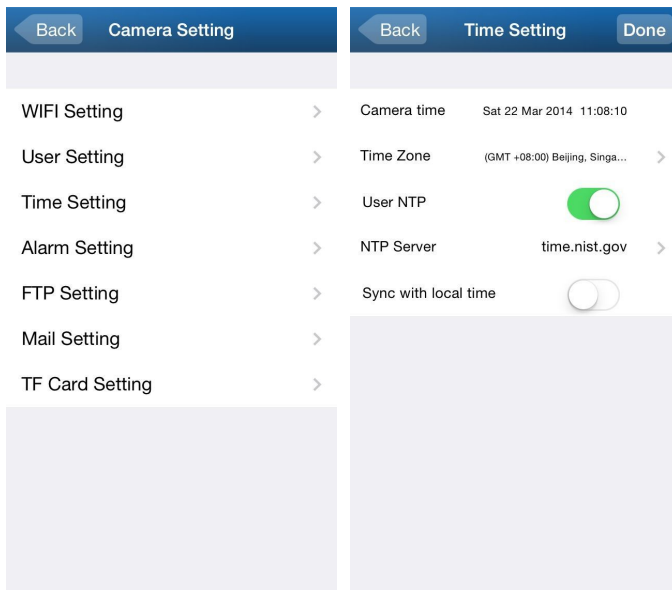 Back Camera Setting
WIFI Setting
User Setting
Time Setting
Alarm Setting
FTP Setting
Mail Setting
TF Card Setting
Back Time Setting Done
Camera time Sat 22 Mar 2014 11:08:10
Time Zone (GMT +08:00) Beijing, Singa...
User NTP
NTP Server time.nist.gov
Sync with local time